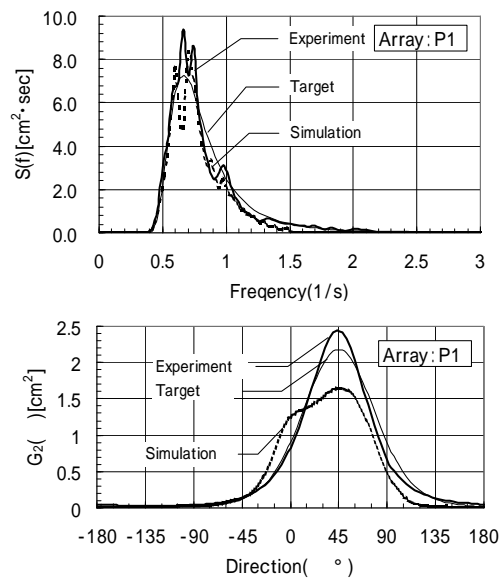 10.0
8.0
6.0
4.0
2.0
0.0
S(f)[cm²·sec]
Experiment
Array:P1
Target
Simulation
0 0.5 1 1.5 2 2.5 3
Freqency(1/s)
2.5
2
1.5
1
0.5
0
G₂( )[cm²]
Array:P1
Experiment
Target
Simulation
-180 -135 -90 -45 0 45 90 135 180
Direction( °)